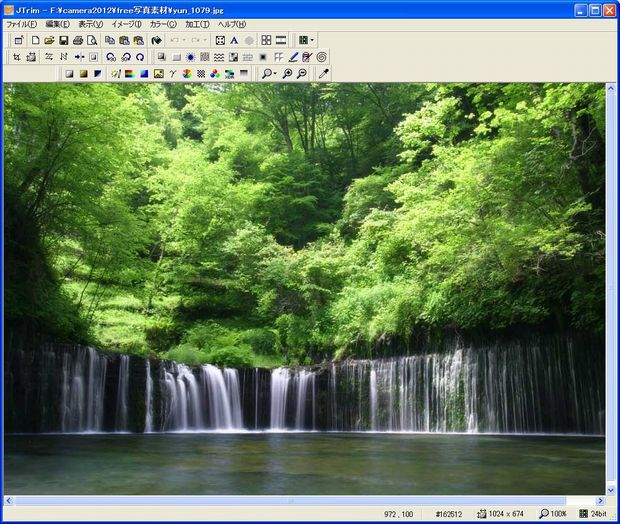 JTrim - F:¥camera2012¥free写真素材¥yun_1079.jpg
ファイル(F) 編集(E) 表示(V) イメージ(I) カラー(C) 加工(T) ヘルプ(H)
972 , 100 #162512 1024 x 674 100% 24bit